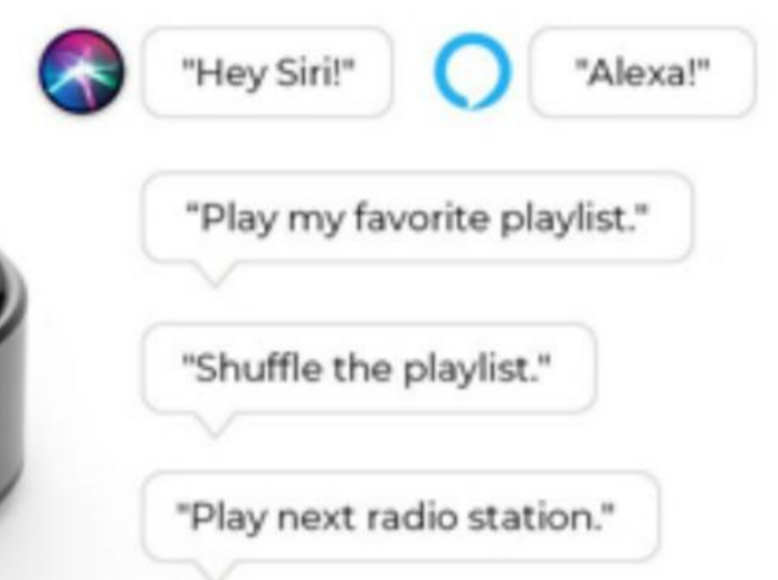 "Hey Siri!"
"Alexa!"
"Play my favorite playlist."
"Shuffle the playlist."
"Play next radio station."